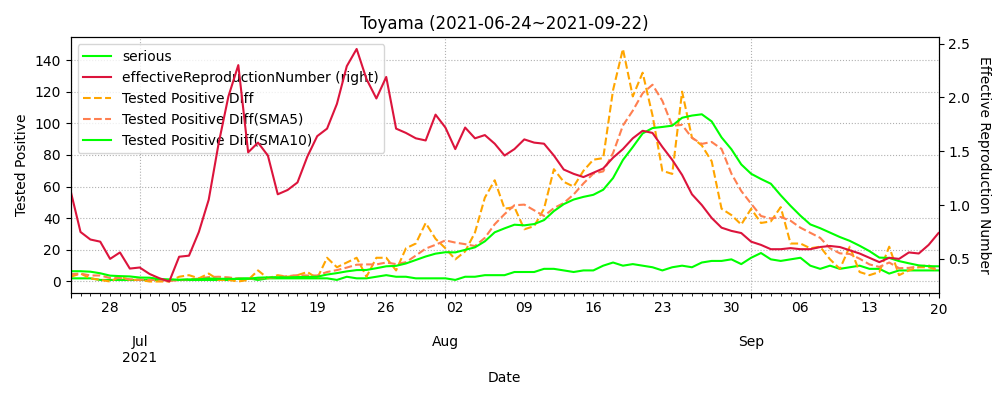 Toyama (2021-06-24~2021-09-22)
serious
effectiveReproductionNumber (right)
Tested Positive Diff
Tested Positive Diff(SMA5)
Tested Positive Diff(SMA10)
Tested Positive
140
120
100
80
60
40
20
0
2.5
2.0
1.5
1.0
0.5
Effective Reproduction Number
28 05 12 19 26 02 09 16 23 30 06 13 20
Jul Aug Sep
2021
Date